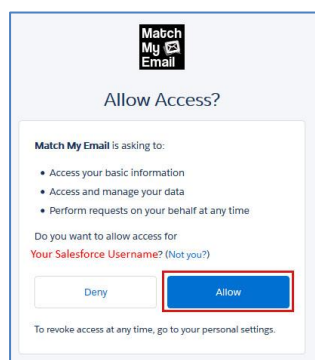 Match
My
Email
Allow Access?
Match My Email is asking to:
• Access your basic information
• Access and manage your data
• Perform requests on your behalf at any time
Do you want to allow access for
Your Salesforce Username? (Not you?)
Deny
Allow
To revoke access at any time, go to your personal settings.